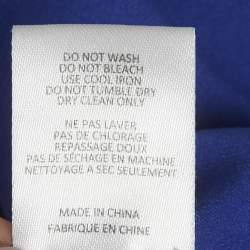 DO NOT WASH
DO NOT BLEACH
USE COOL IRON
DO NOT TUMBLE DRY
DRY CLEAN ONLY
NE PAS LAVER
PAS DE CHLORAGE
REPASSAGE DOUX
PAS DE SÉCHAGE EN MACHINE
NETTOYAGE A SEC SEULEMENT
MADE IN CHINA
FABRIQUE EN CHINE